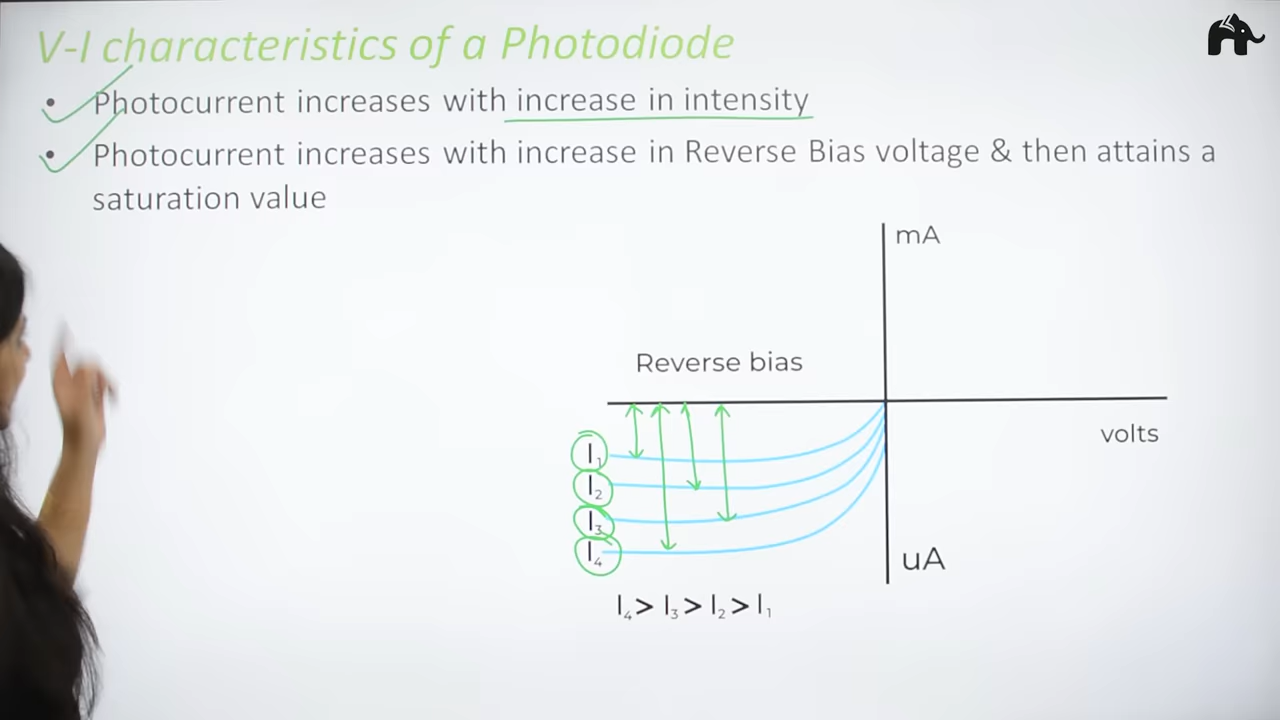 V-I characteristics of a Photodiode
• Photocurrent increases with increase in intensity
• Photocurrent increases with increase in Reverse Bias voltage & then attains a
saturation value
mA
Reverse bias
volts
I₁
I₂
I₃
I₄
uA
I₄ > I₃ > I₂ > I₁